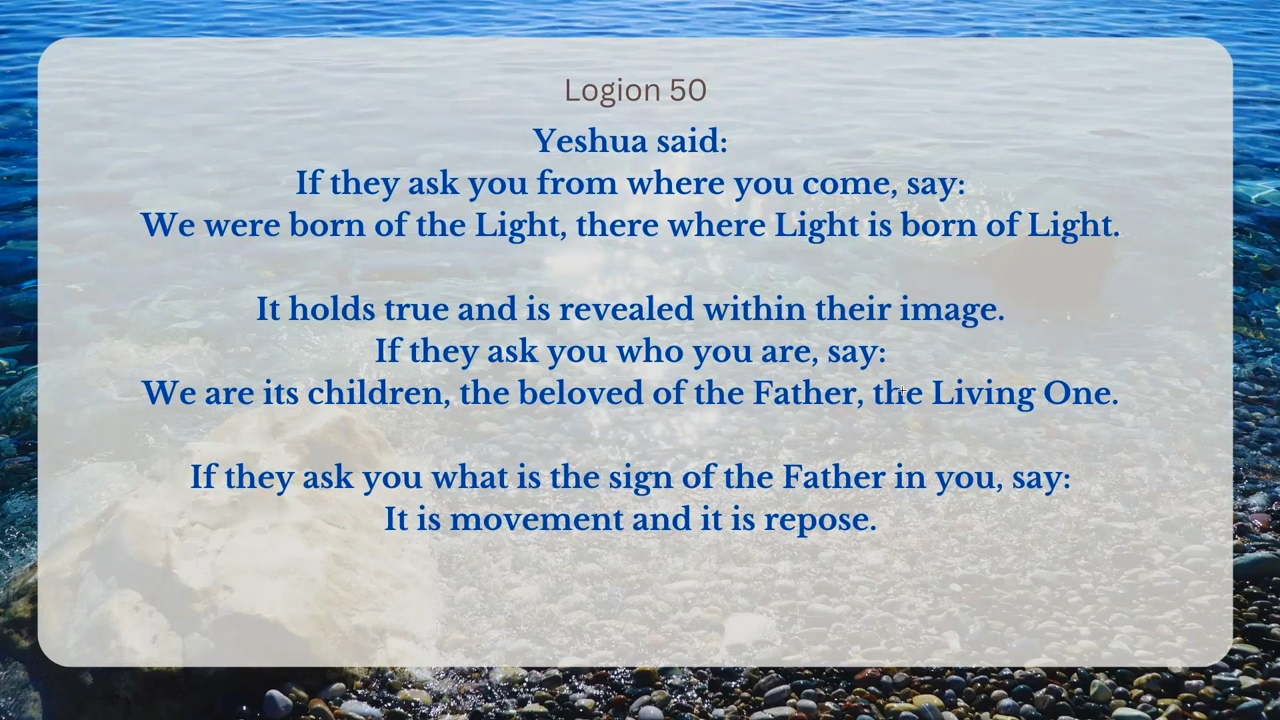 Logion 50
Yeshua said:
If they ask you from where you come, say:
We were born of the Light, there where Light is born of Light.
It holds true and is revealed within their image.
If they ask you who you are, say:
We are its children, the beloved of the Father, the Living One.
If they ask you what is the sign of the Father in you, say:
It is movement and it is repose.